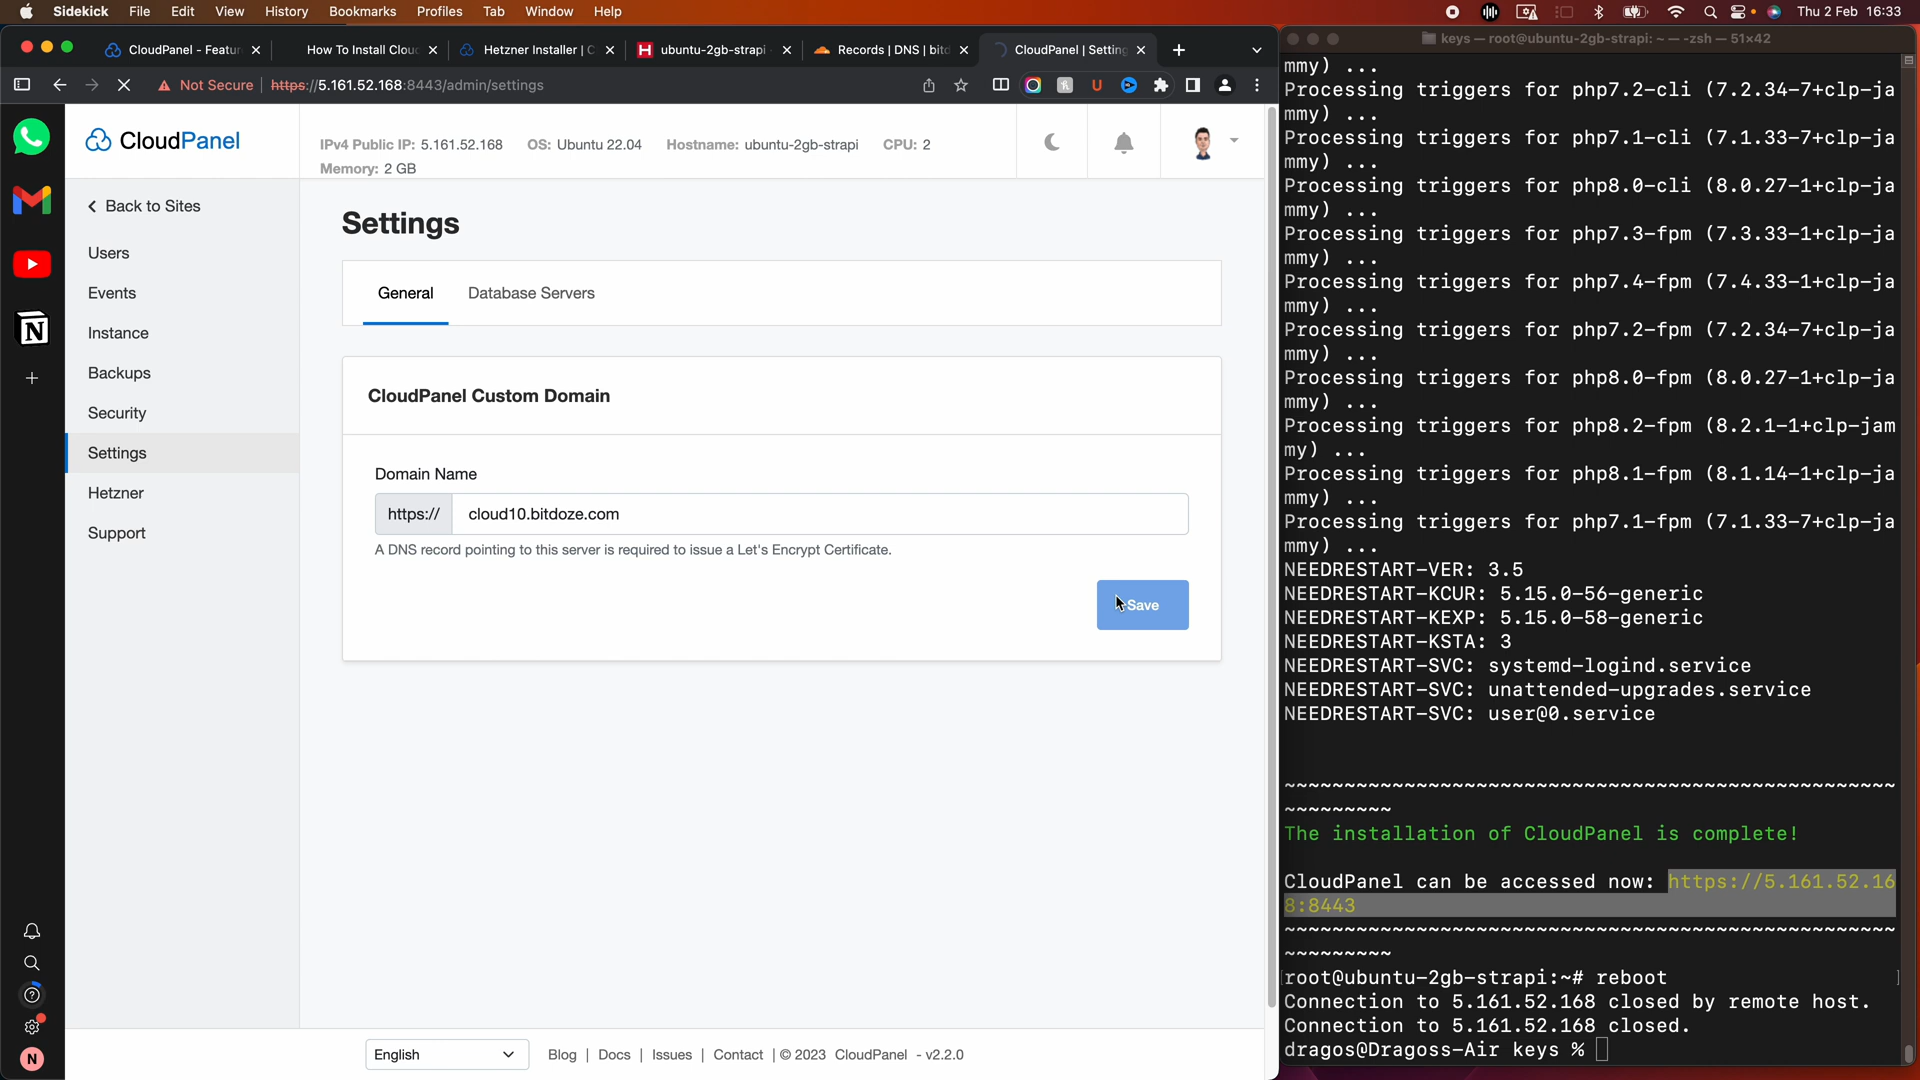 Sidekick File Edit View History Bookmarks Profiles Tab Window Help Thu 2 Feb 16:33
CloudPanel - Featur How To Install Clou Hetzner Installer | C ubuntu-2gb-strapi Records | DNS | bitd CloudPanel | Setting
Not Secure https://5.161.52.168:8443/admin/settings
CloudPanel
IPv4 Public IP: 5.161.52.168 OS: Ubuntu 22.04 Hostname: ubuntu-2gb-strapi CPU: 2
Memory: 2 GB
Back to Sites
Users
Events
Instance
Backups
Security
Settings
Hetzner
Support
Settings
General Database Servers
CloudPanel Custom Domain
Domain Name
https:// cloud10.bitdoze.com
A DNS record pointing to this server is required to issue a Let's Encrypt Certificate.
Save
English Blog | Docs | Issues | Contact | © 2023 CloudPanel - v2.2.0
N
keys — root@ubuntu-2gb-strapi: ~ — -zsh — 51×42
mmy) ...
Processing triggers for php7.2-cli (7.2.34-7+clp-ja
mmy) ...
Processing triggers for php7.1-cli (7.1.33-7+clp-ja
mmy) ...
Processing triggers for php8.0-cli (8.0.27-1+clp-ja
mmy) ...
Processing triggers for php7.3-fpm (7.3.33-1+clp-ja
mmy) ...
Processing triggers for php7.4-fpm (7.4.33-1+clp-ja
mmy) ...
Processing triggers for php7.2-fpm (7.2.34-7+clp-ja
mmy) ...
Processing triggers for php8.0-fpm (8.0.27-1+clp-ja
mmy) ...
Processing triggers for php8.2-fpm (8.2.1-1+clp-jam
my) ...
Processing triggers for php8.1-fpm (8.1.14-1+clp-ja
mmy) ...
Processing triggers for php7.1-fpm (7.1.33-7+clp-ja
mmy) ...
NEEDRESTART-VER: 3.5
NEEDRESTART-KCUR: 5.15.0-56-generic
NEEDRESTART-KEXP: 5.15.0-58-generic
NEEDRESTART-KSTA: 3
NEEDRESTART-SVC: systemd-logind.service
NEEDRESTART-SVC: unattended-upgrades.service
NEEDRESTART-SVC: user@0.service
~~~~~~~~~~~~~~~~~~~~~~~~~~~~~~~~~~~~~~~~~~~~~~~~~~~
~~~~~~~~~
The installation of CloudPanel is complete!
CloudPanel can be accessed now: https://5.161.52.16
8:8443
~~~~~~~~~~~~~~~~~~~~~~~~~~~~~~~~~~~~~~~~~~~~~~~~~~~
~~~~~~~~~
[root@ubuntu-2gb-strapi:~# reboot ]
Connection to 5.161.52.168 closed by remote host.
Connection to 5.161.52.168 closed.
dragos@Dragoss-Air keys %